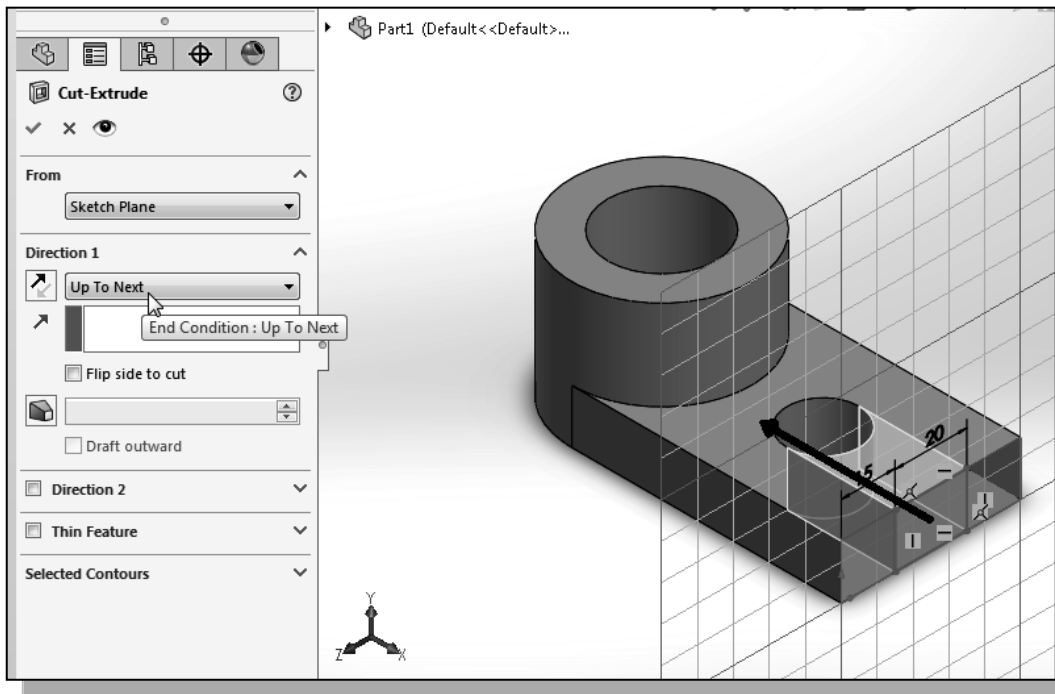 Part1 (Default<<Default>...
Cut-Extrude
From
Sketch Plane
Direction 1
Up To Next
End Condition : Up To Next
Flip side to cut
Draft outward
Direction 2
Thin Feature
Selected Contours
20
15
Y
Z
X